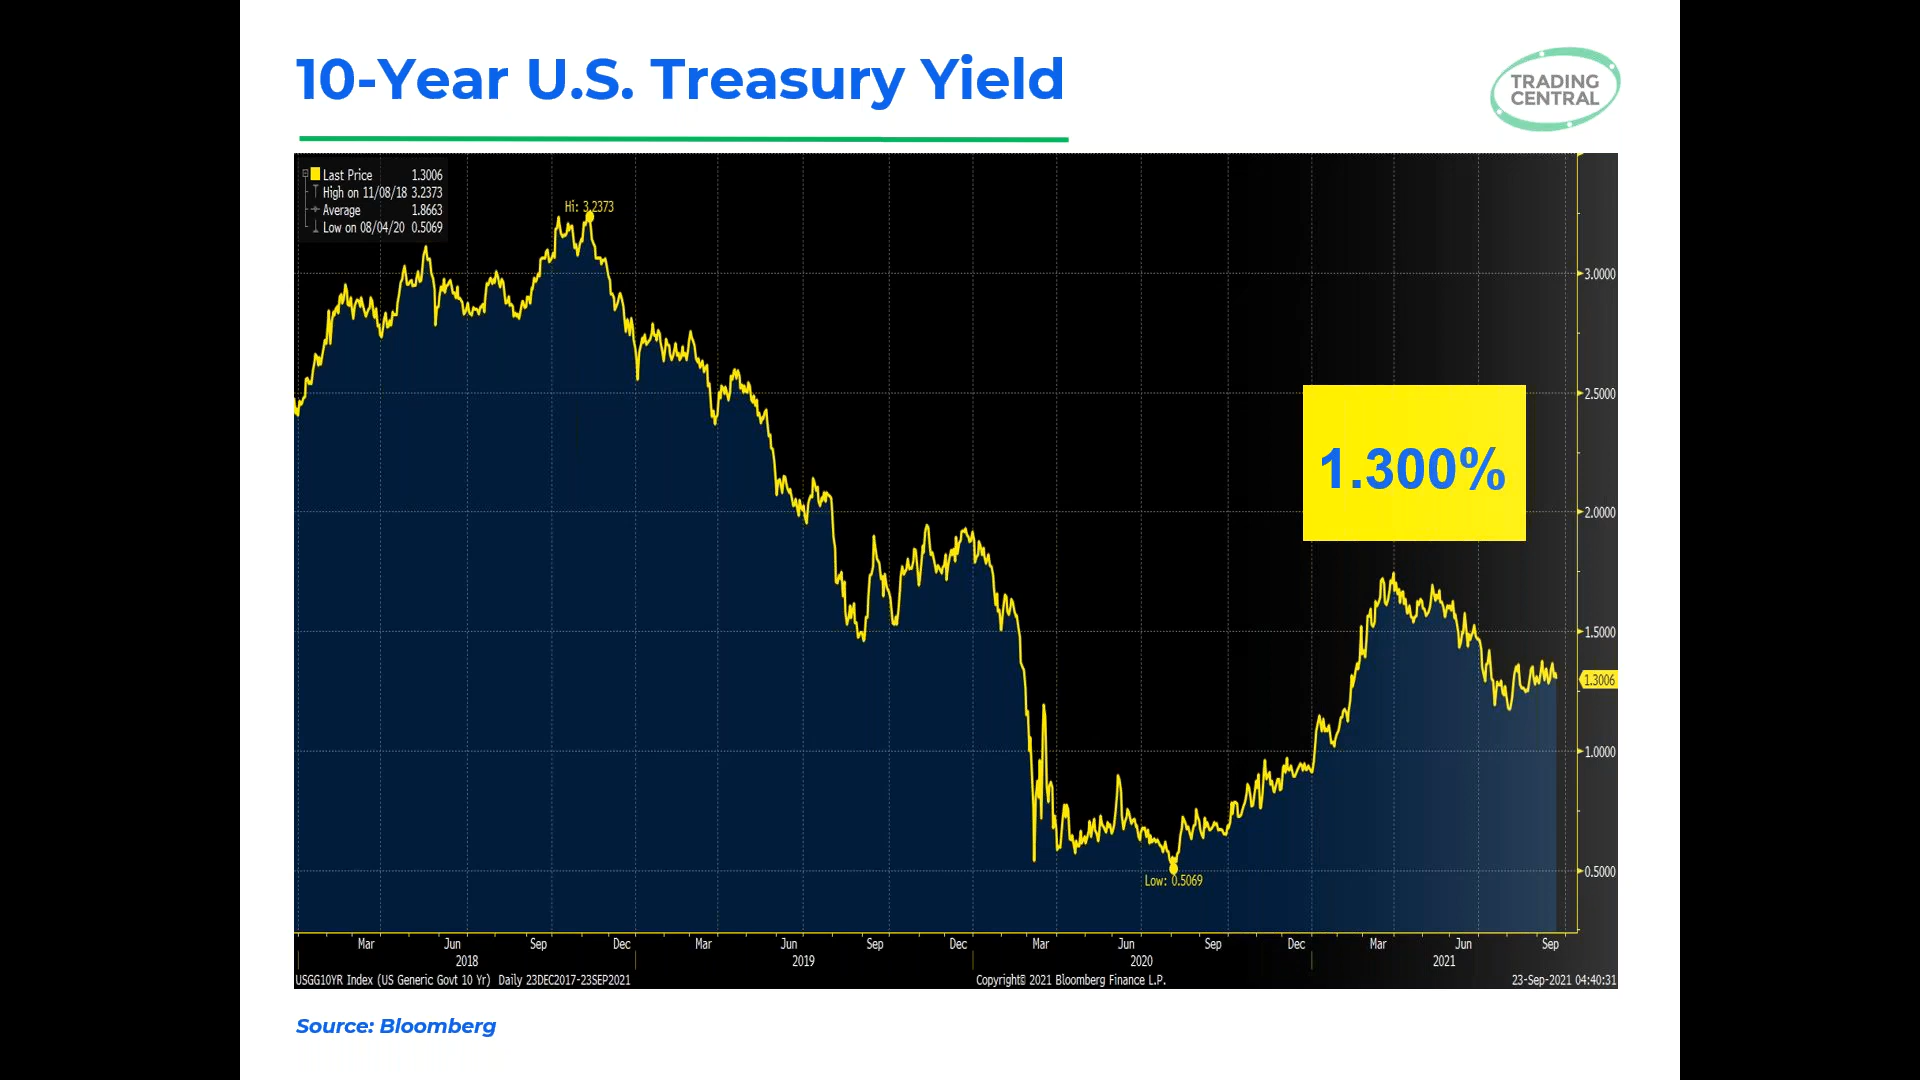 10-Year U.S. Treasury Yield
TRADING
CENTRAL
Last Price 1.3006
High on 11/08/18 3.2373
Average 1.8663
Low on 08/04/20 0.5069
Hi: 3.2373
3.0000
2.5000
1.300%
2.0000
1.5000
1.3006
1.0000
0.5000
Low: 0.5069
Mar Jun Sep Dec Mar Jun Sep Dec Mar Jun Sep Dec Mar Jun Sep
2018 2019 2020 2021
USGG10YR Index (US Generic Govt 10 Yr) Daily 23DEC2017-23SEP2021 Copyright© 2021 Bloomberg Finance L.P. 23-Sep-2021 04:40:31
Source: Bloomberg